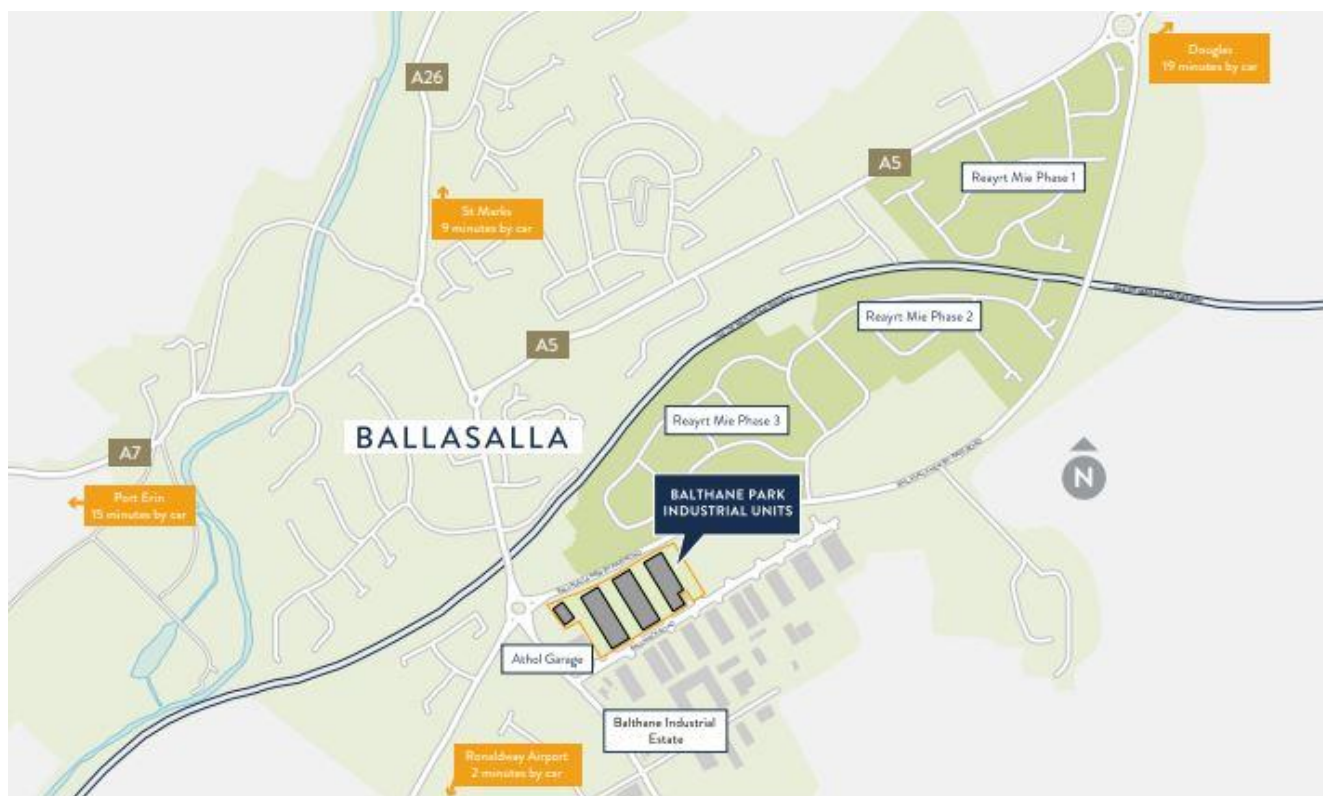 Douglas
19 minutes by car
A26
A5
Reayrt Mie Phase 1
St Marks
9 minutes by car
Reayrt Mie Phase 2
A5
Reayrt Mie Phase 3
BALLASALLA
A7
Port Erin
15 minutes by car
N
BALTHANE PARK
INDUSTRIAL UNITS
Athol Garage
Balthane Industrial
Estate
Ronaldway Airport
2 minutes by car